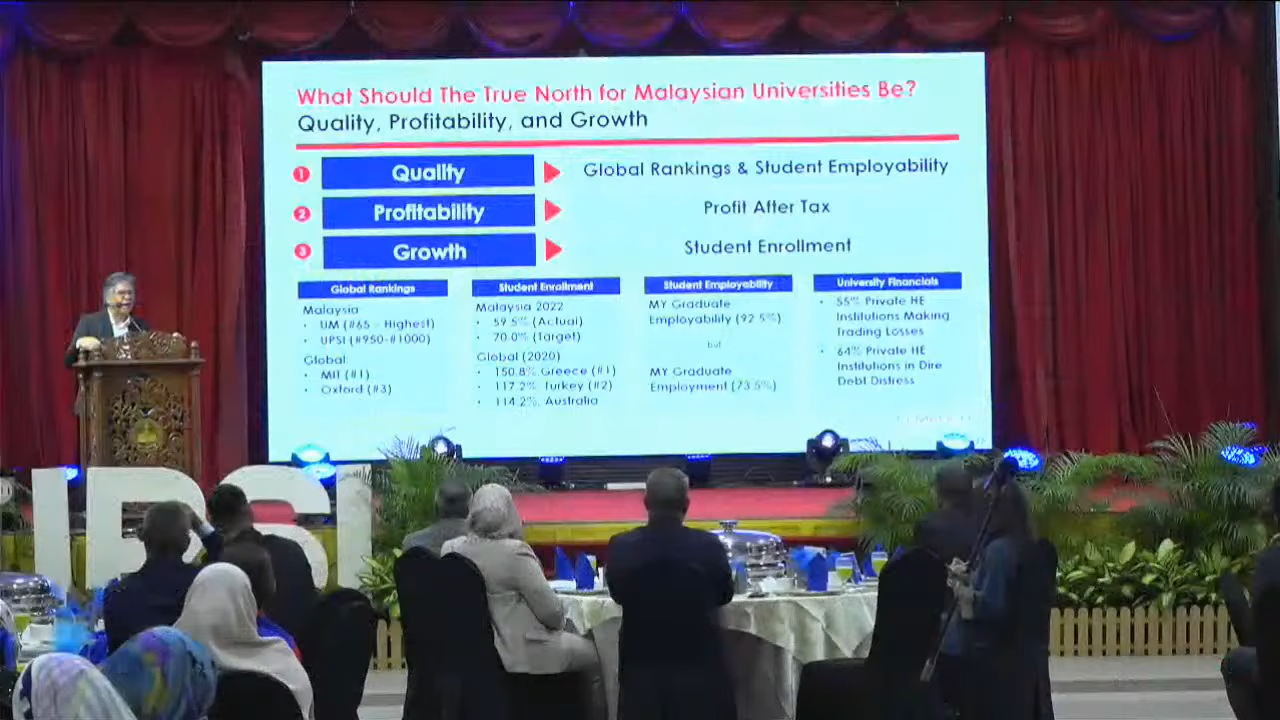 What Should The True North for Malaysian Universities Be?
Quality, Profitability, and Growth
1 Quality Global Rankings & Student Employability
2 Profitability Profit After Tax
3 Growth Student Enrollment
Global Rankings
Malaysia
• UM (#65 - Highest)
• UPSI (#950-#1000)
Global
• MIT (#1)
• Oxford (#3)
Student Enrollment
Malaysia 2022
• 59.5% (Actual)
• 70.0% (Target)
Global (2020)
• 150.8% Greece (#1)
• 117.2% Turkey (#2)
• 114.2%, Australia
Student Employability
MY Graduate
Employability (92.5%)
but
MY Graduate
Employment (73.5%)
University Financials
• 55% Private HE
Institutions Making
Trading Losses
• 64% Private HE
Institutions in Dire
Debt Distress
UPSI